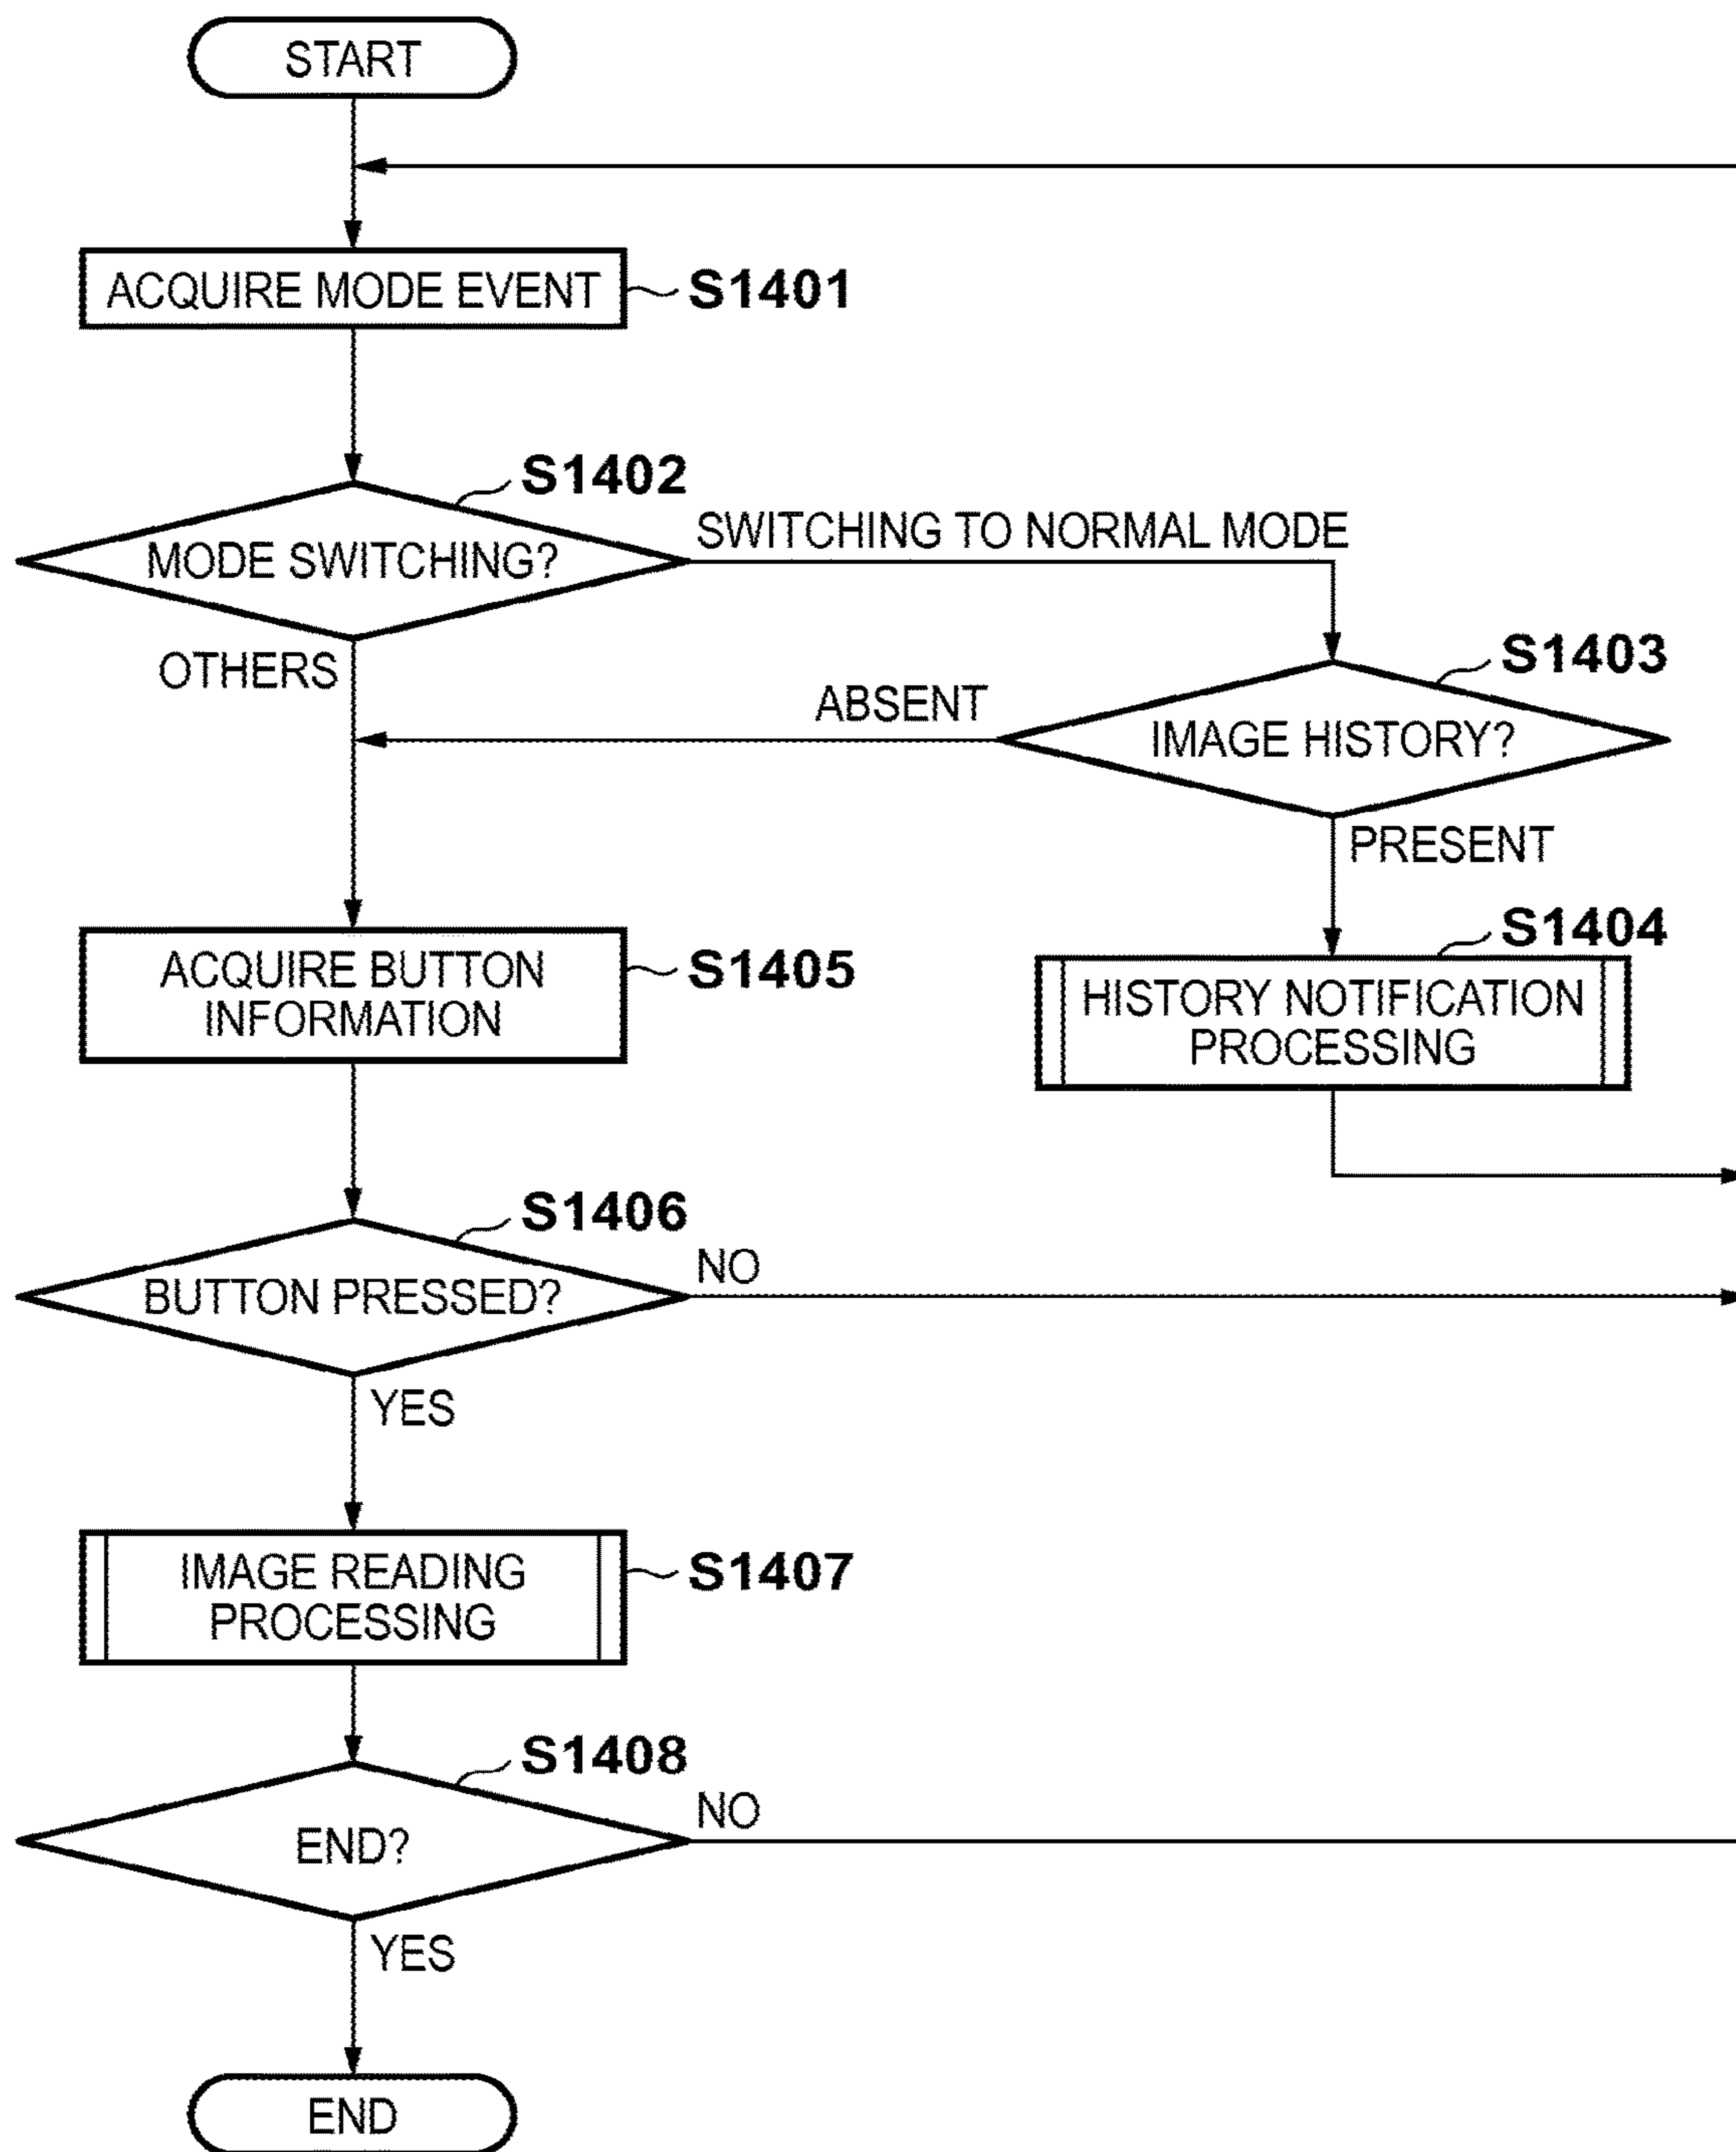 START
ACQUIRE MODE EVENT
S1401
S1402
MODE SWITCHING?
SWITCHING TO NORMAL MODE
OTHERS
S1403
IMAGE HISTORY?
ABSENT
PRESENT
S1404
HISTORY NOTIFICATION
PROCESSING
ACQUIRE BUTTON
INFORMATION
S1405
S1406
BUTTON PRESSED?
NO
YES
IMAGE READING
PROCESSING
S1407
S1408
END?
NO
YES
END